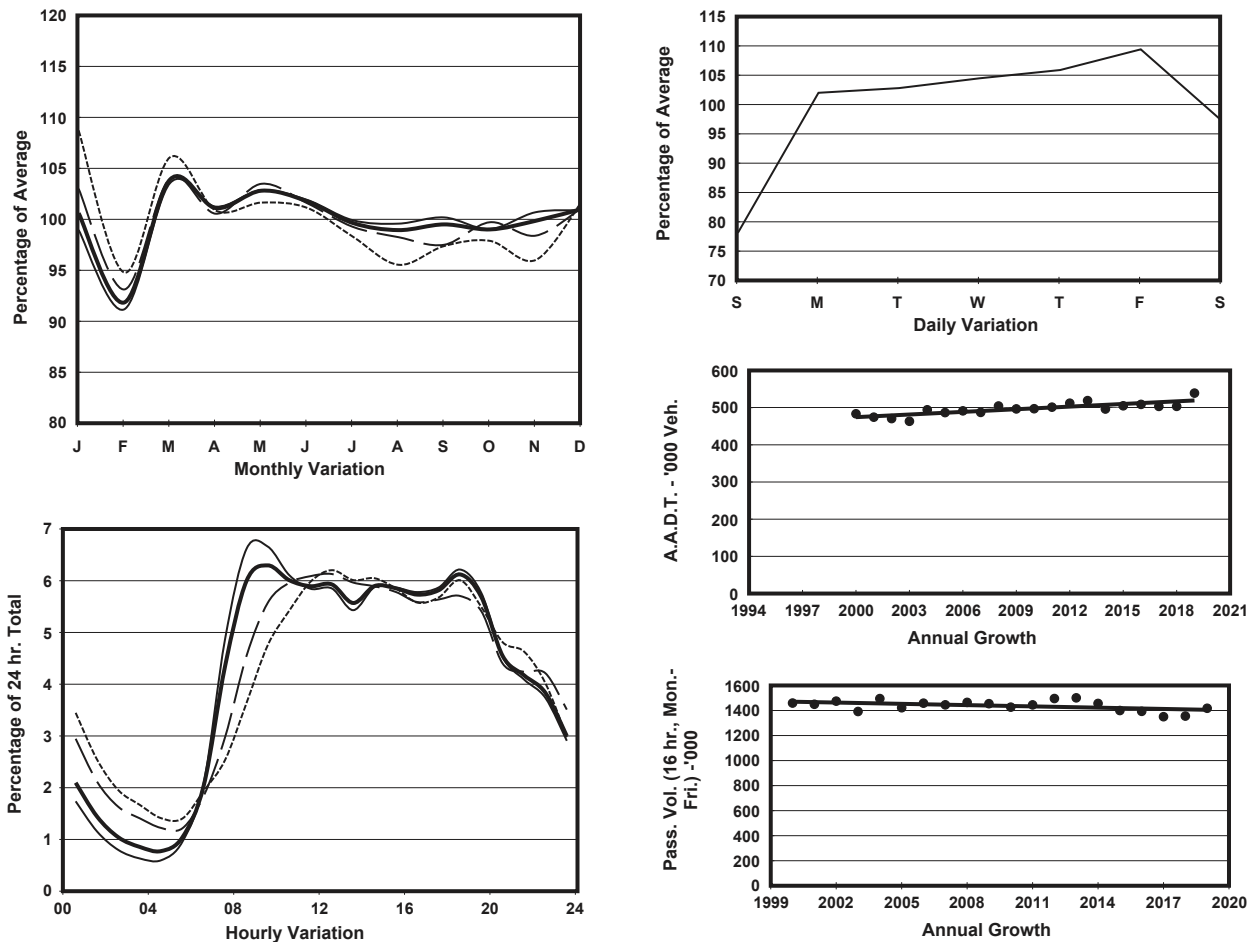 120
115
110
105
100
95
90
85
80
Percentage of Average
J F M A M J J A S O N D
Monthly Variation
115
110
105
100
95
90
85
80
75
70
Percentage of Average
S M T W T F S
Daily Variation
600
500
400
300
200
100
0
A.A.D.T. - '000 Veh.
1994 1997 2000 2003 2006 2009 2012 2015 2018 2021
Annual Growth
7
6
5
4
3
2
1
0
Percentage of 24 hr. Total
00 04 08 12 16 20 24
Hourly Variation
1600
1400
1200
1000
800
600
400
200
0
Pass. Vol. (16 hr., Mon.-
Fri.) -'000
1999 2002 2005 2008 2011 2014 2017 2020
Annual Growth